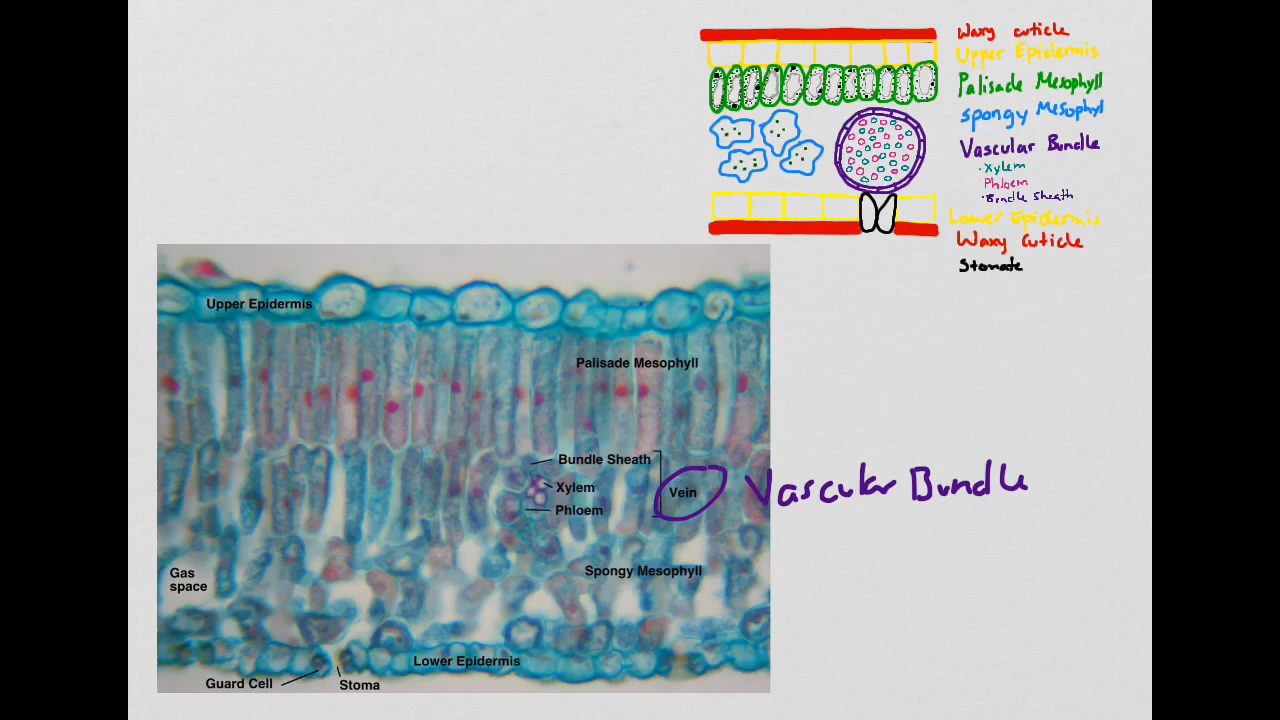 Waxy cuticle
Upper Epidermis
Palisade Mesophyll
Spongy Mesophyl
Vascular Bundle
• Xylem
• Phloem
• Bundle Sheath
Lower Epidermis
Waxy cuticle
Stomate
Upper Epidermis
Palisade Mesophyll
Bundle Sheath
Xylem
Vein
Phloem
Vascular Bundle
Spongy Mesophyll
Gas
space
Lower Epidermis
Guard Cell
Stoma